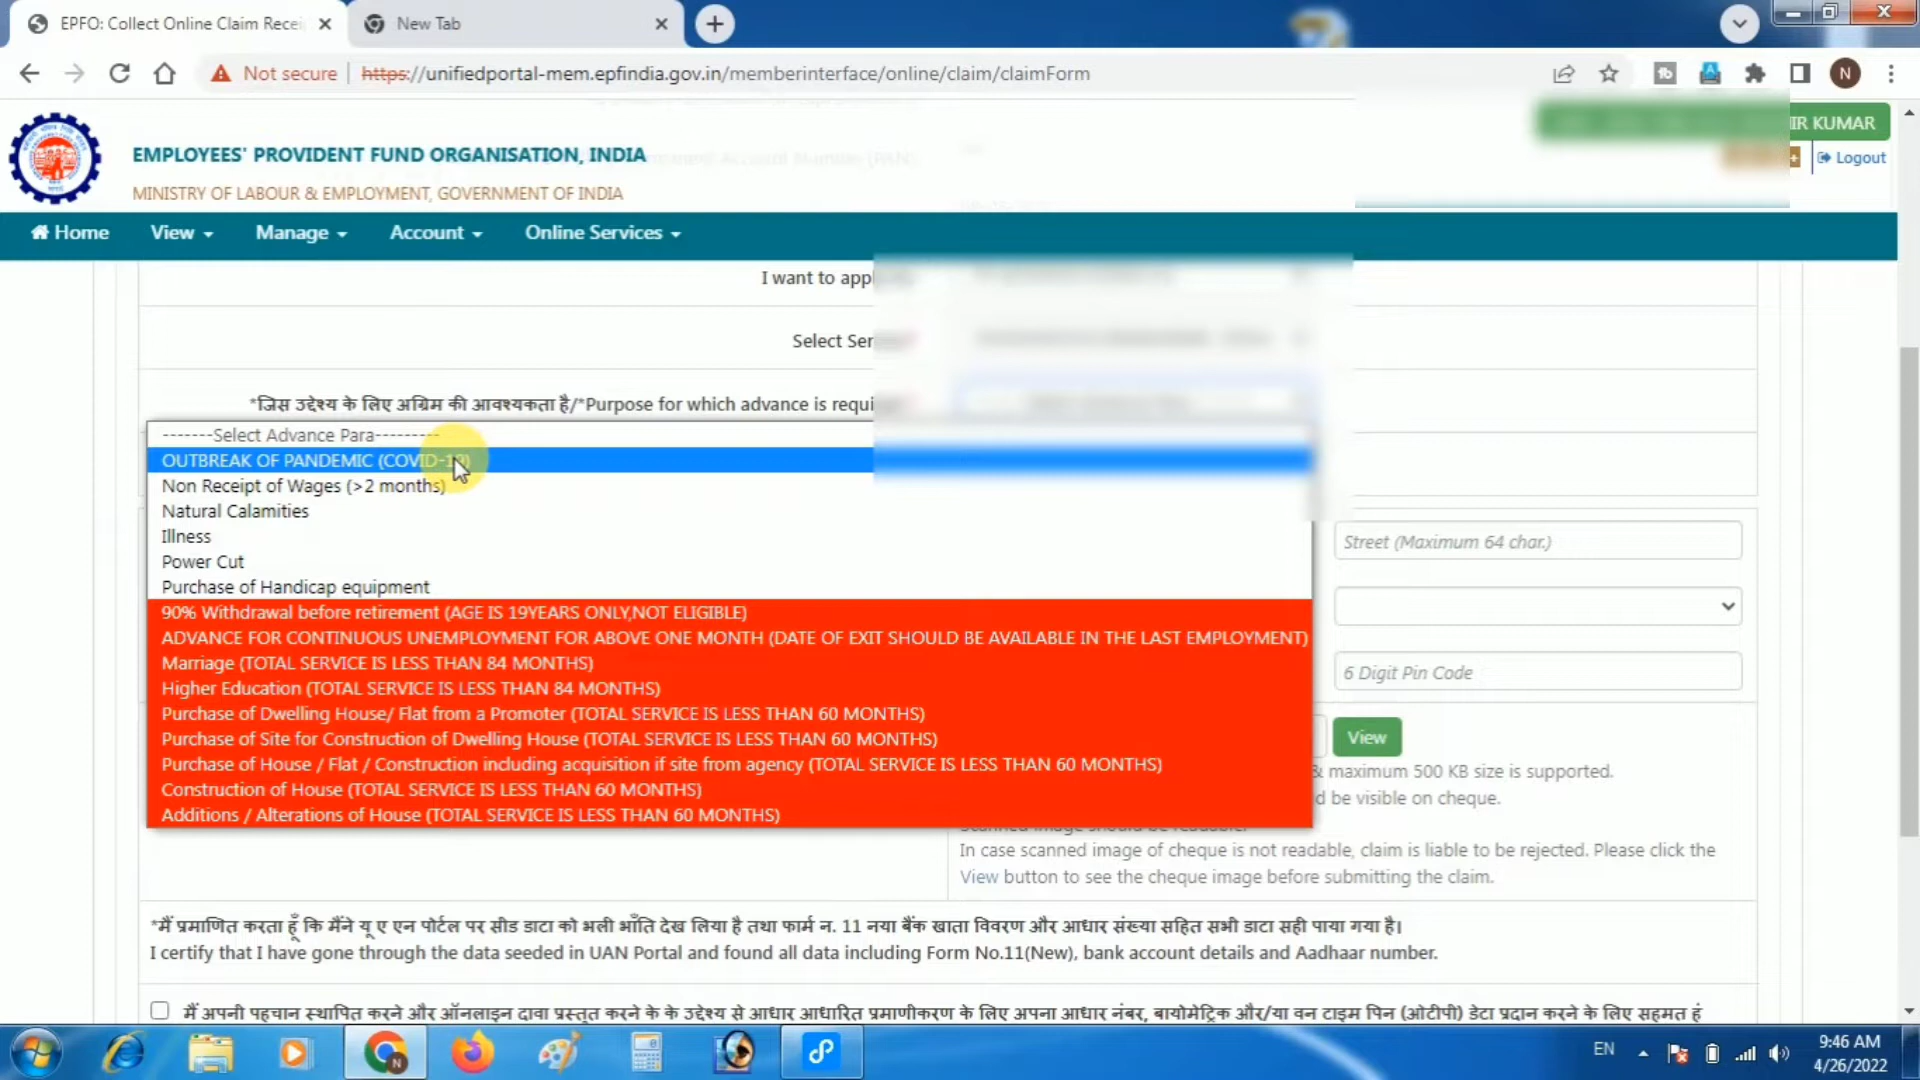 EPFO: Collect Online Claim Recei
New Tab
Not secure
https://unifiedportal-mem.epfindia.gov.in/memberinterface/online/claim/claimForm
N
EMPLOYEES' PROVIDENT FUND ORGANISATION, INDIA
MINISTRY OF LABOUR & EMPLOYMENT, GOVERNMENT OF INDIA
IR KUMAR
Logout
Home
View
Manage
Account
Online Services
I want to app
Select Ser
*जिस उद्देश्य के लिए अग्रिम की आवश्यकता है/*Purpose for which advance is requi
-------Select Advance Para---------
OUTBREAK OF PANDEMIC (COVID-19)
Non Receipt of Wages (>2 months)
Natural Calamities
Illness
Power Cut
Purchase of Handicap equipment
90% Withdrawal before retirement (AGE IS 19YEARS ONLY,NOT ELIGIBLE)
ADVANCE FOR CONTINUOUS UNEMPLOYMENT FOR ABOVE ONE MONTH (DATE OF EXIT SHOULD BE AVAILABLE IN THE LAST EMPLOYMENT)
Marriage (TOTAL SERVICE IS LESS THAN 84 MONTHS)
Higher Education (TOTAL SERVICE IS LESS THAN 84 MONTHS)
Purchase of Dwelling House/ Flat from a Promoter (TOTAL SERVICE IS LESS THAN 60 MONTHS)
Purchase of Site for Construction of Dwelling House (TOTAL SERVICE IS LESS THAN 60 MONTHS)
Purchase of House / Flat / Construction including acquisition if site from agency (TOTAL SERVICE IS LESS THAN 60 MONTHS)
Construction of House (TOTAL SERVICE IS LESS THAN 60 MONTHS)
Additions / Alterations of House (TOTAL SERVICE IS LESS THAN 60 MONTHS)
Street (Maximum 64 char.)
6 Digit Pin Code
View
& maximum 500 KB size is supported.
d be visible on cheque.
Scanned image should be readable.
In case scanned image of cheque is not readable, claim is liable to be rejected. Please click the
View button to see the cheque image before submitting the claim.
*मैं प्रमाणित करता हूँ कि मैंने यू ए एन पोर्टल पर सीड डाटा को भली भाँति देख लिया है तथा फार्म न. 11 नया बैंक खाता विवरण और आधार संख्या सहित सभी डाटा सही पाया गया है।
I certify that I have gone through the data seeded in UAN Portal and found all data including Form No.11(New), bank account details and Aadhaar number.
मैं अपनी पहचान स्थापित करने और ऑनलाइन दावा प्रस्तुत करने के के उद्देश्य से आधार आधारित प्रमाणीकरण के लिए अपना आधार नंबर, बायोमेट्रिक और/या वन टाइम पिन (ओटीपी) डेटा प्रदान करने के लिए सहमत हं
EN
9:46 AM
4/26/2022